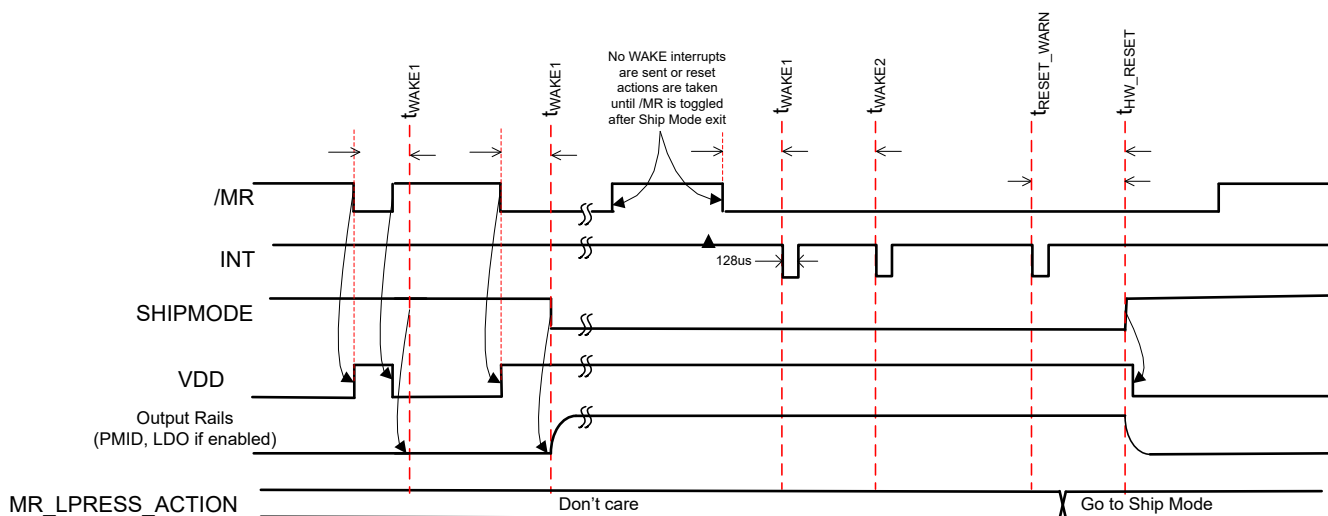 No WAKE interrupts
are sent or reset
actions are taken
until /MR is toggled
after Ship Mode exit
tWAKE1
tWAKE1
tWAKE1
tWAKE2
tRESET_WARN
tHW_RESET
/MR
INT
128us
SHIPMODE
VDD
Output Rails
(PMID, LDO if enabled)
MR_LPRESS_ACTION
Don't care
Go to Ship Mode